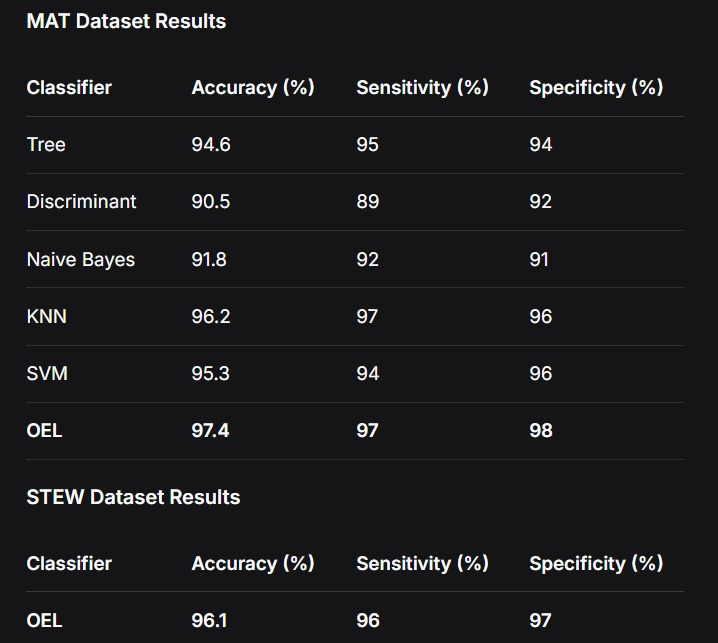 MAT Dataset Results
Classifier Accuracy (%) Sensitivity (%) Specificity (%)
Tree 94.6 95 94
Discriminant 90.5 89 92
Naive Bayes 91.8 92 91
KNN 96.2 97 96
SVM 95.3 94 96
OEL 97.4 97 98
STEW Dataset Results
Classifier Accuracy (%) Sensitivity (%) Specificity (%)
OEL 96.1 96 97